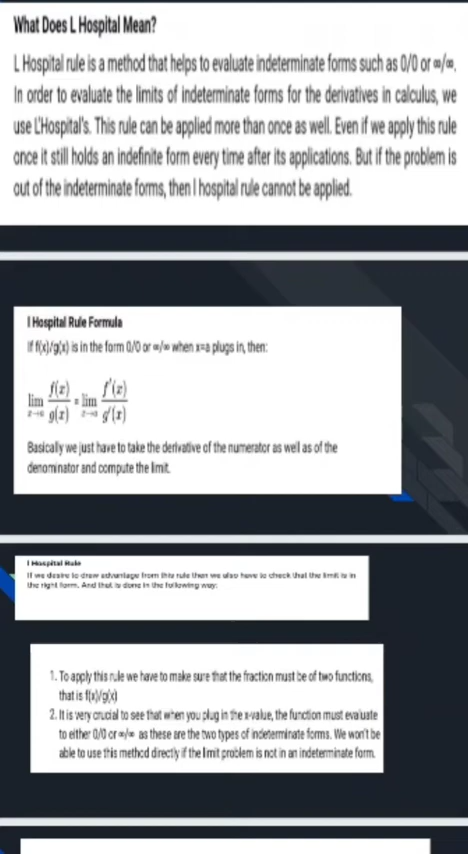 What Does L Hospital Mean?
L Hospital rule is a method that helps to evaluate indeterminate forms such as 0/0 or ∞/∞.
In order to evaluate the limits of indeterminate forms for the derivatives in calculus, we
use L'Hospital's. This rule can be applied more than once as well. Even if we apply this rule
once it still holds an indefinite form every time after its applications. But if the problem is
out of the indeterminate forms, then l hospital rule cannot be applied.
l Hospital Rule Formula
If f(x)/g(x) is in the form 0/0 or ∞/∞ when x=a plugs in, then:
lim x→a f(x)/g(x) = lim x→a f'(x)/g'(x)
Basically we just have to take the derivative of the numerator as well as of the
denominator and compute the limit.
l Hospital Rule
If we desire to draw advantage from this rule then we also have to check that the limit is in
the right form. And that is done in the following way:
1. To apply this rule we have to make sure that the fraction must be of two functions,
that is f(x)/g(x)
2. It is very crucial to see that when you plug in the x-value, the function must evaluate
to either 0/0 or ∞/∞ as these are the two types of indeterminate forms. We won't be
able to use this method directly if the limit problem is not in an indeterminate form.